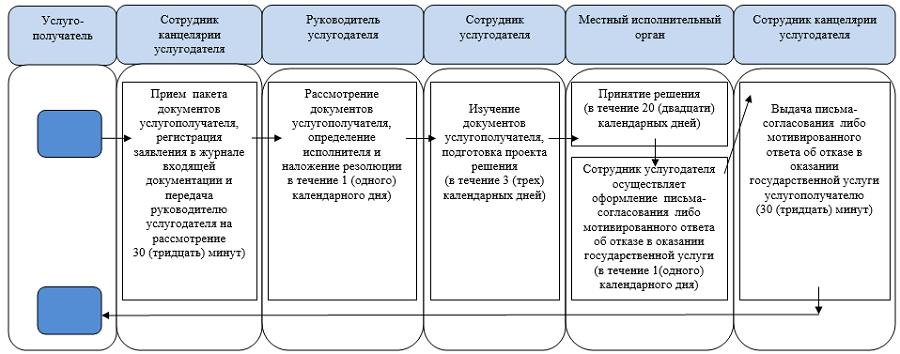 Услуго-
получатель
Сотрудник
канцелярии
услугодателя
Руководитель
услугодателя
Сотрудник
услугодателя
Местный исполнительный
орган
Сотрудник канцелярии
услугодателя
Прием пакета
документов
услугополучателя,
регистрация
заявления в журнале
входящей
документации и
передача
руководителю
услугодателя на
рассмотрение
30 (тридцать) минут)
Рассмотрение
документов
услугополучателя,
определение
исполнителя и
наложение резолюции
в течение 1 (одного)
календарного дня)
Изучение
документов
услугополучателя,
подготовка проекта
решения
(в течение 3 (трех)
календарных дней)
Принятие решения
(в течение 20 (двадцати)
календарных дней)
Сотрудник услугодателя
осуществляет
оформление письма-
согласования либо
мотивированного ответа
об отказе в оказании
государственной услуги
(в течение 1(одного)
календарного дня)
Выдача письма-
согласования либо
мотивированного
ответа об отказе в
оказании
государственной услуги
услугополучателю
(30 (тридцать) минут)